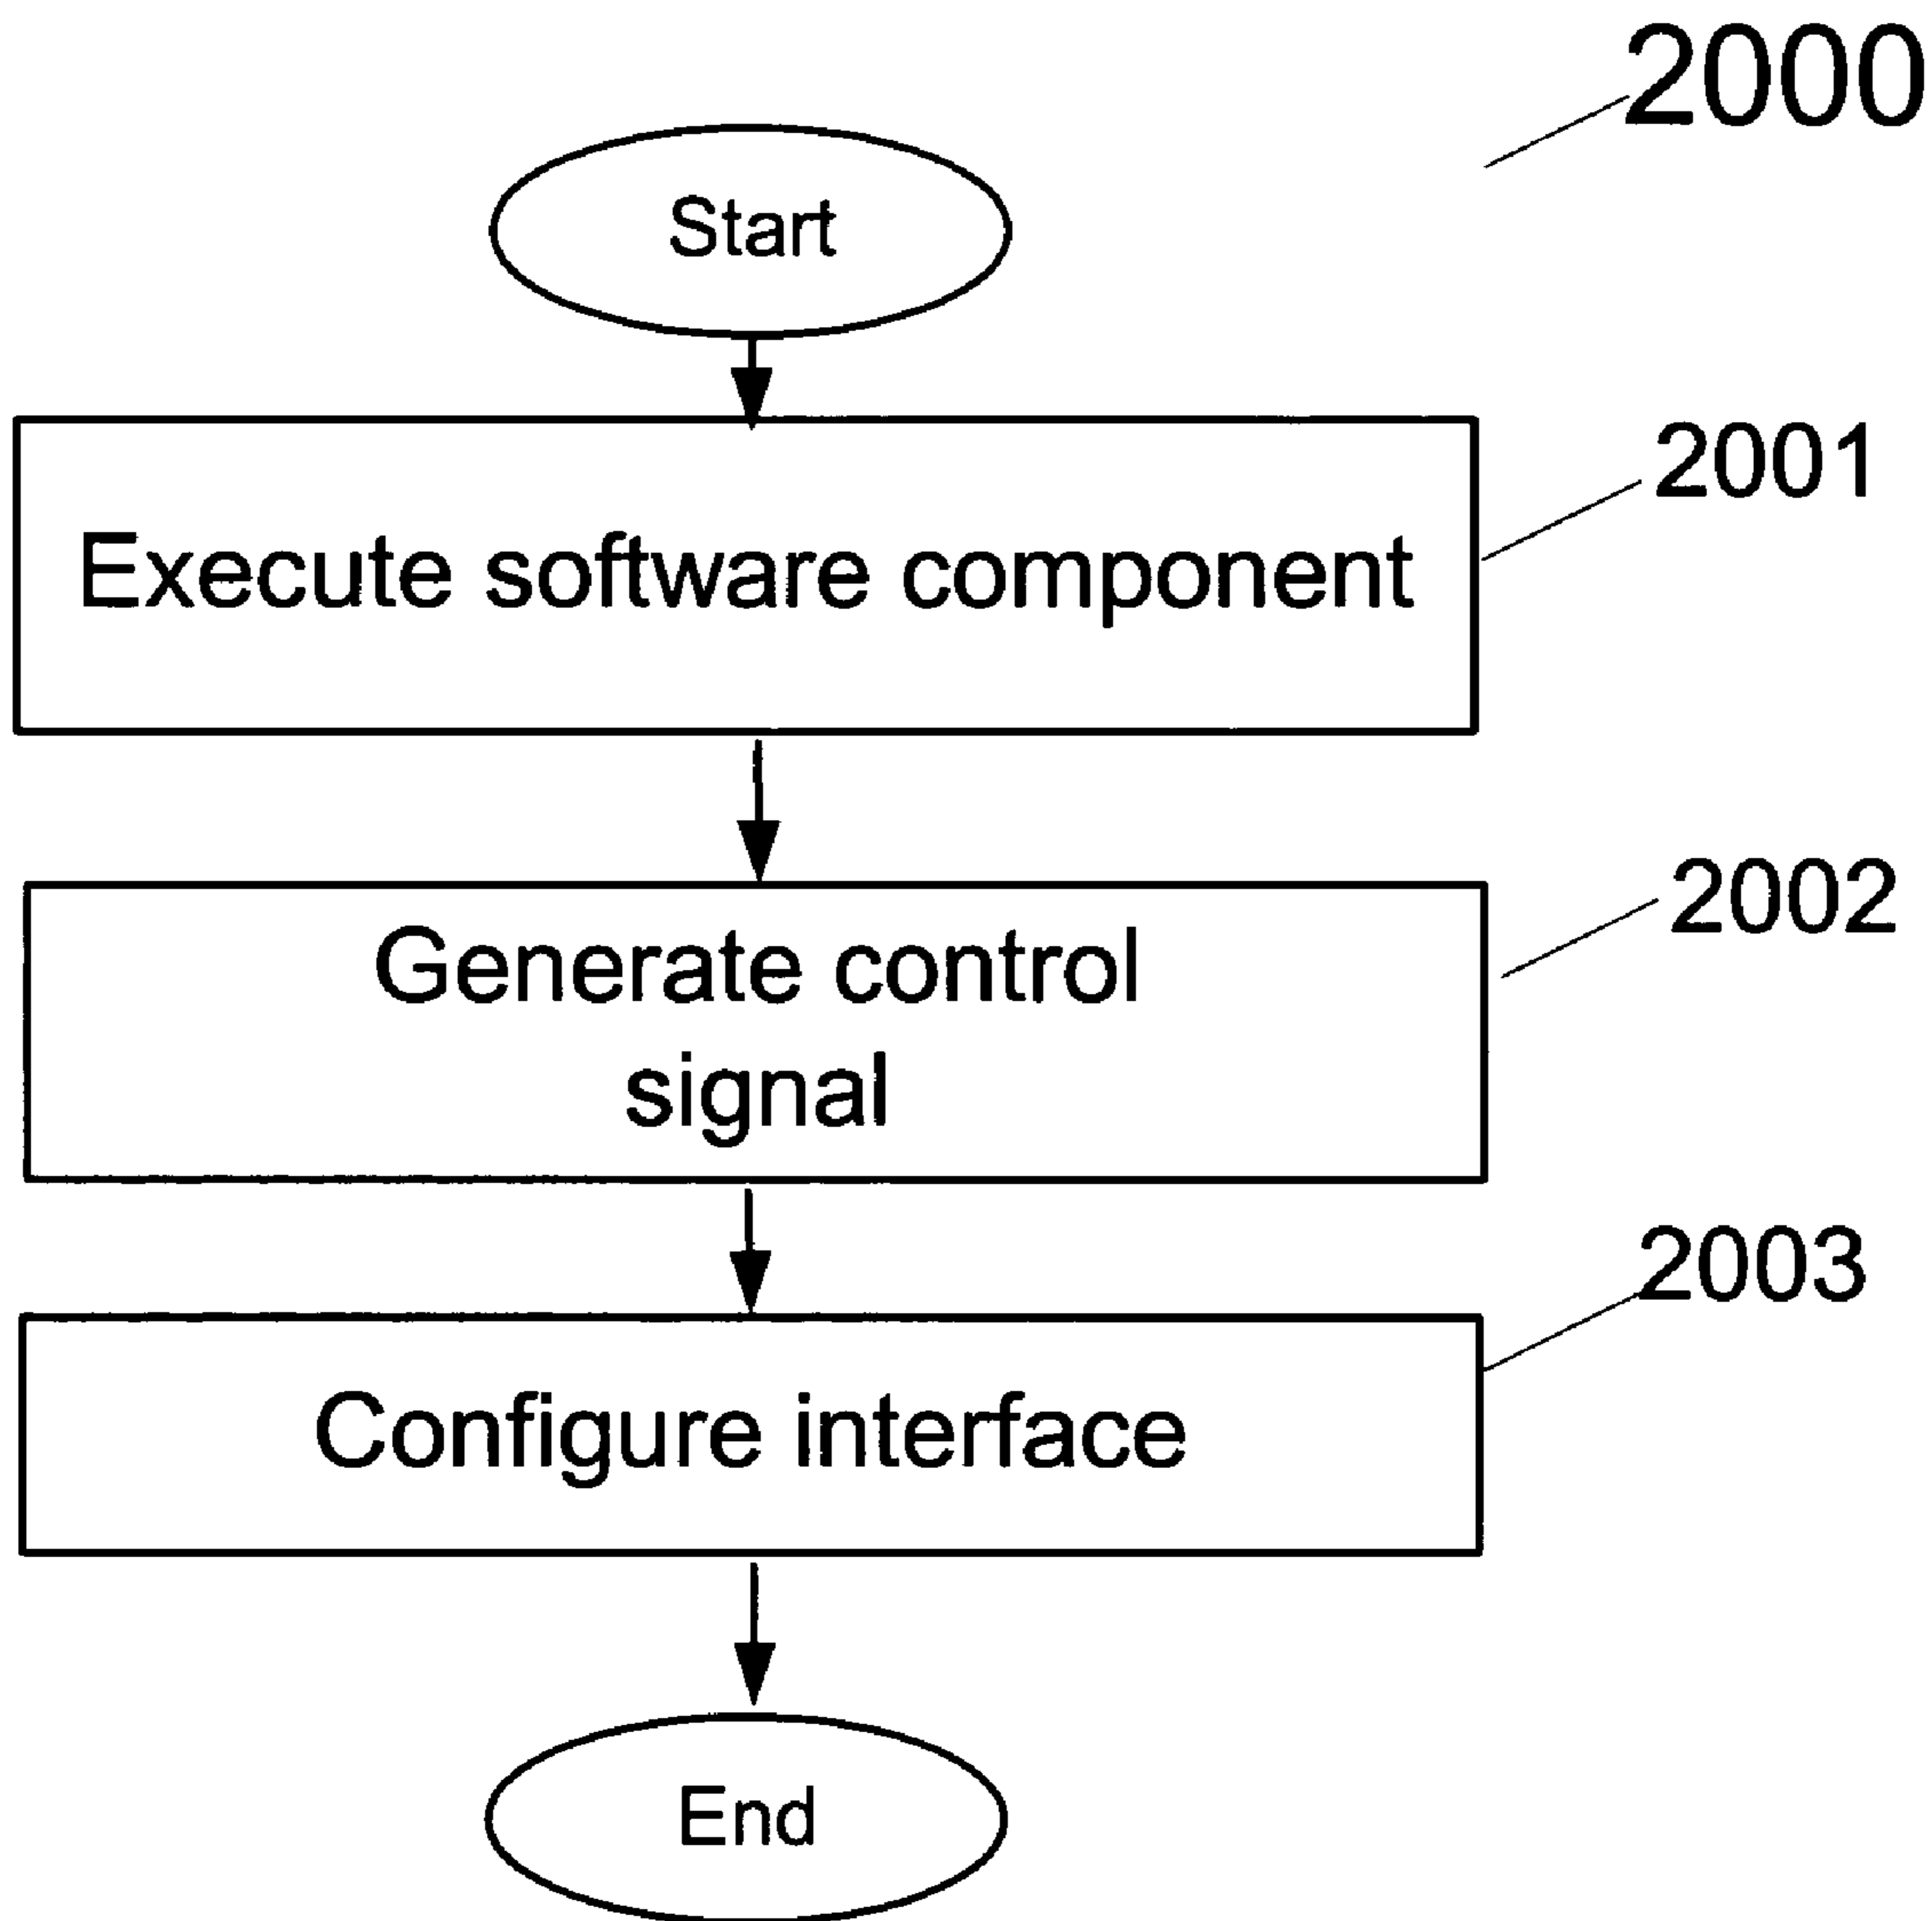 2000
Start
2001
Execute software component
2002
Generate control
signal
2003
Configure interface
End